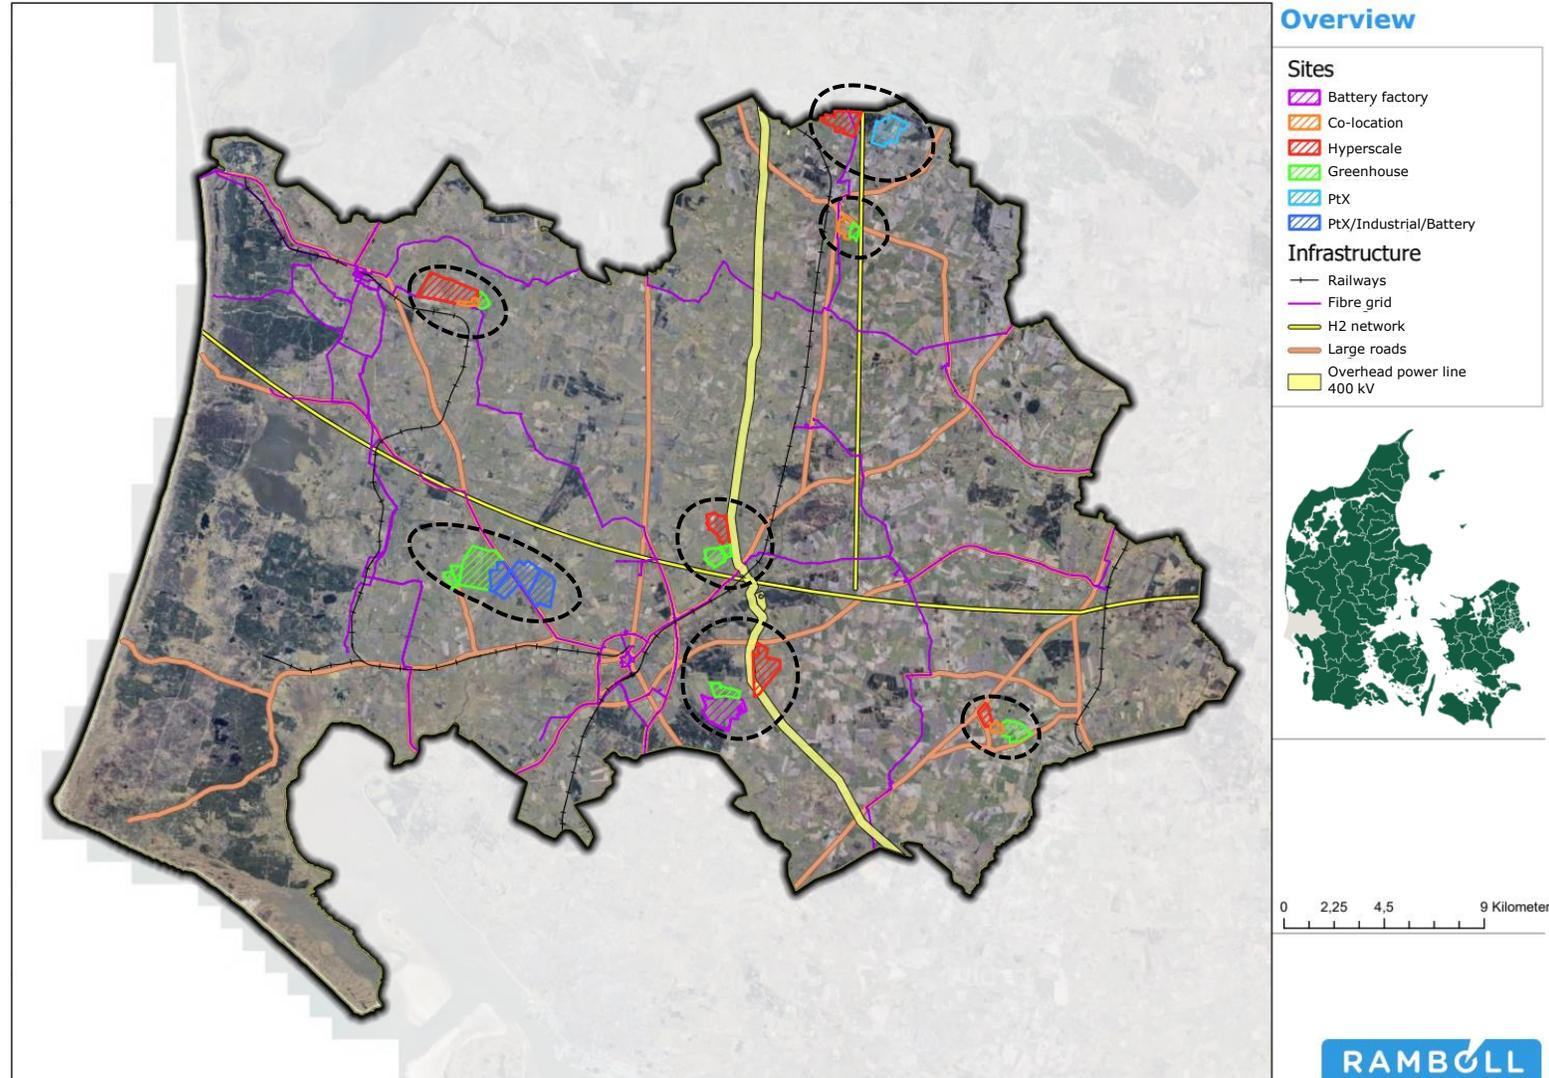 Overview
Sites
Battery factory
Co-location
Hyperscale
Greenhouse
PtX
PtX/Industrial/Battery
Infrastructure
Railways
Fibre grid
H2 network
Large roads
Overhead power line
400 kV
0 2,25 4,5 9 Kilometer
RAMBOLL